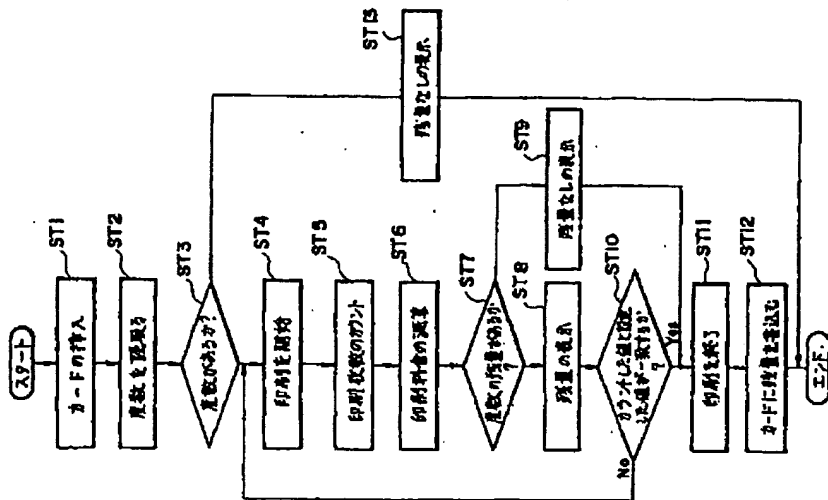 スタート
ST1
カードの挿入
ST2
度数を読取る
ST3
度数があるか?
ST4
印刷を開始
ST5
印刷枚数のカウント
ST6
印刷料金の減算
ST7
度数の残量があるか
?
ST8
残量の表示
ST9
残量なしの表示
ST10
カウントした値と設定
した値が一致するか
?
No
Yes
ST11
印刷を終了
ST12
カードに残量を書込む
ST13
残量なしの表示
エンド